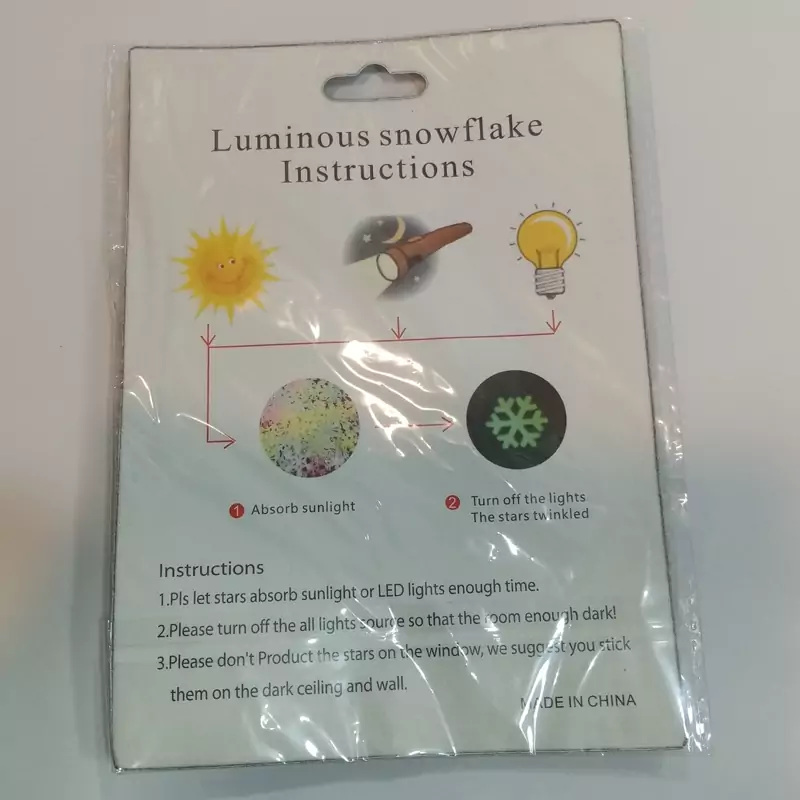 Luminous snowflake
Instructions
1 Absorb sunlight
2 Turn off the lights
The stars twinkled
Instructions
1.Pls let stars absorb sunlight or LED lights enough time.
2.Please turn off the all lights source so that the room enough dark!
3.Please don't Product the stars on the window, we suggest you stick
them on the dark ceiling and wall.
MADE IN CHINA